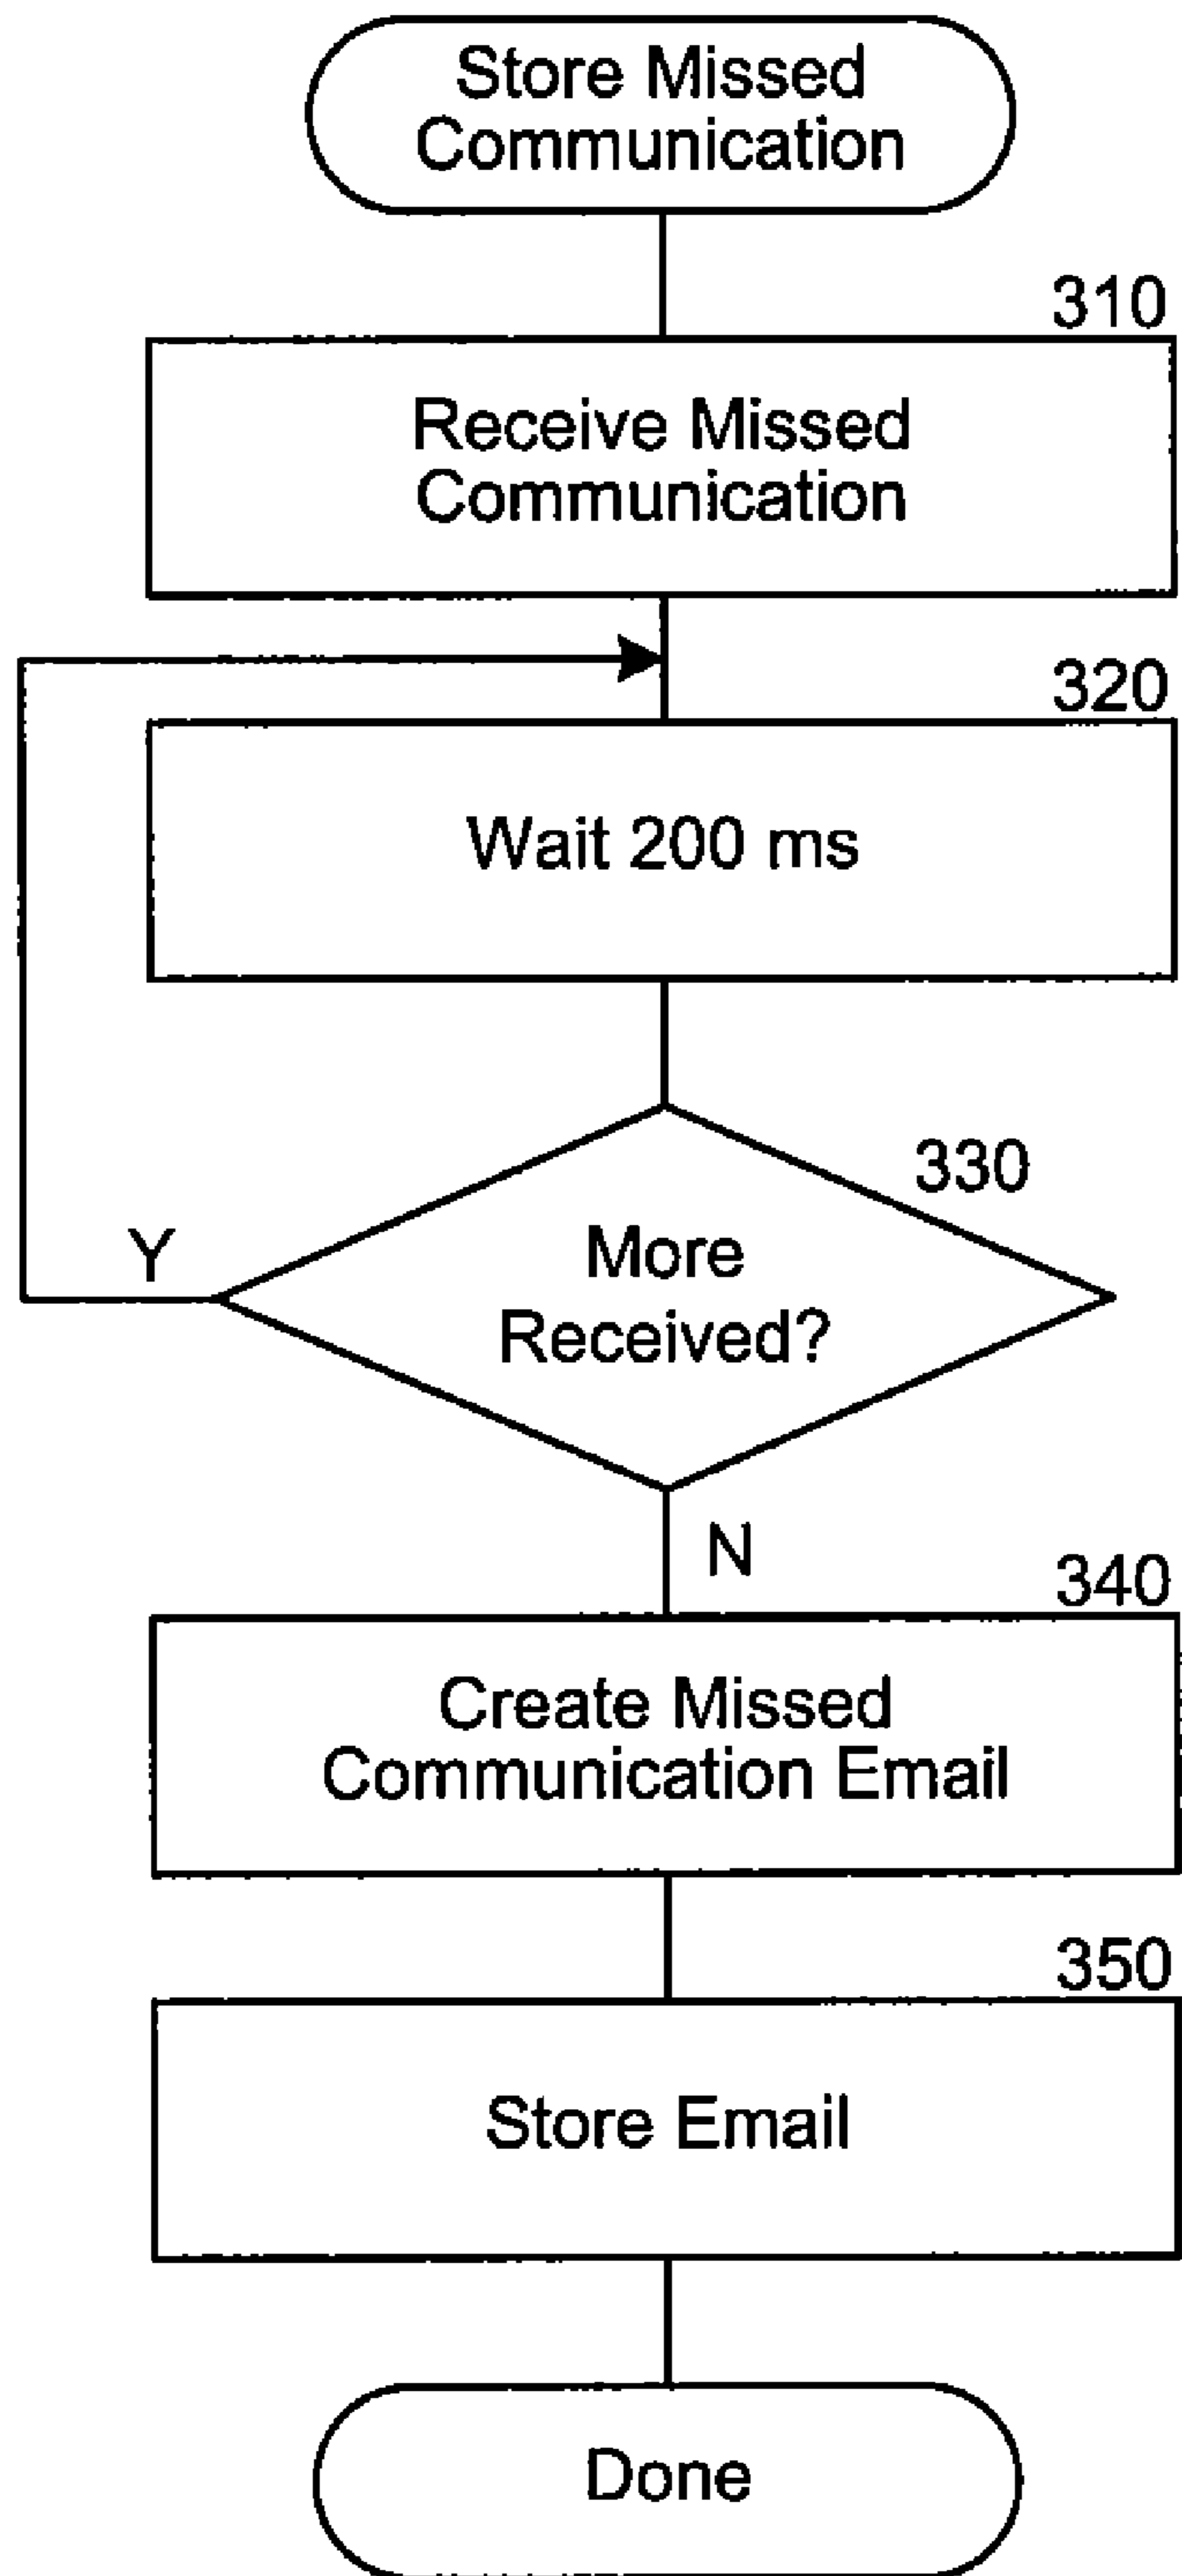 Store Missed
Communication
310
Receive Missed
Communication
320
Wait 200 ms
330
More
Received?
Y
N
340
Create Missed
Communication Email
350
Store Email
Done